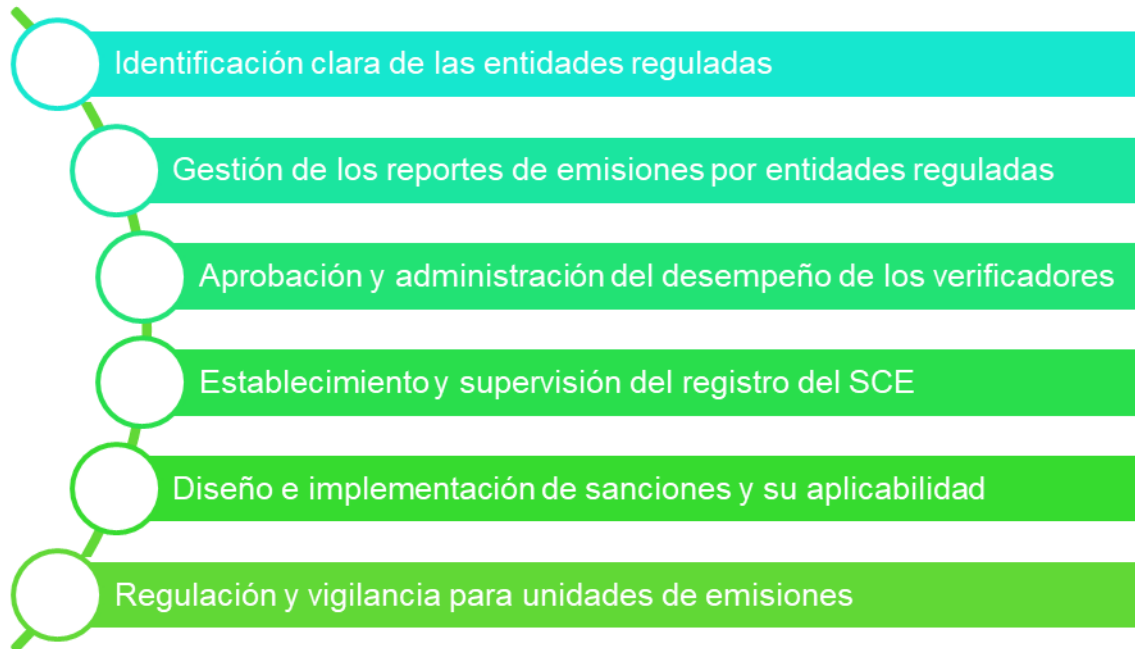 Identificación clara de las entidades reguladas
Gestión de los reportes de emisiones por entidades reguladas
Aprobación y administración del desempeño de los verificadores
Establecimiento y supervisión del registro del SCE
Diseño e implementación de sanciones y su aplicabilidad
Regulación y vigilancia para unidades de emisiones